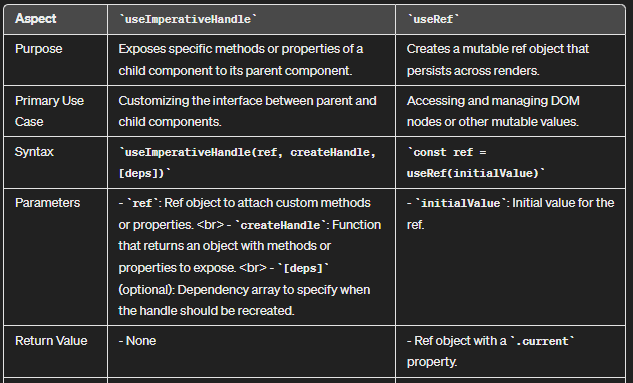 Aspect
`useImperativeHandle`
`useRef`
Purpose
Exposes specific methods or properties of a
child component to its parent component.
Creates a mutable ref object that
persists across renders.
Primary Use
Case
Customizing the interface between parent and
child components.
Accessing and managing DOM
nodes or other mutable values.
Syntax
`useImperativeHandle(ref, createHandle,
[deps])`
`const ref =
useRef(initialValue)`
Parameters
- `ref`: Ref object to attach custom methods
or properties. <br> - `createHandle`: Function
that returns an object with methods or
properties to expose. <br> - `[deps]`
(optional): Dependency array to specify when
the handle should be recreated.
- `initialValue`: Initial value for the
ref.
Return Value
- None
- Ref object with a `.current`
property.